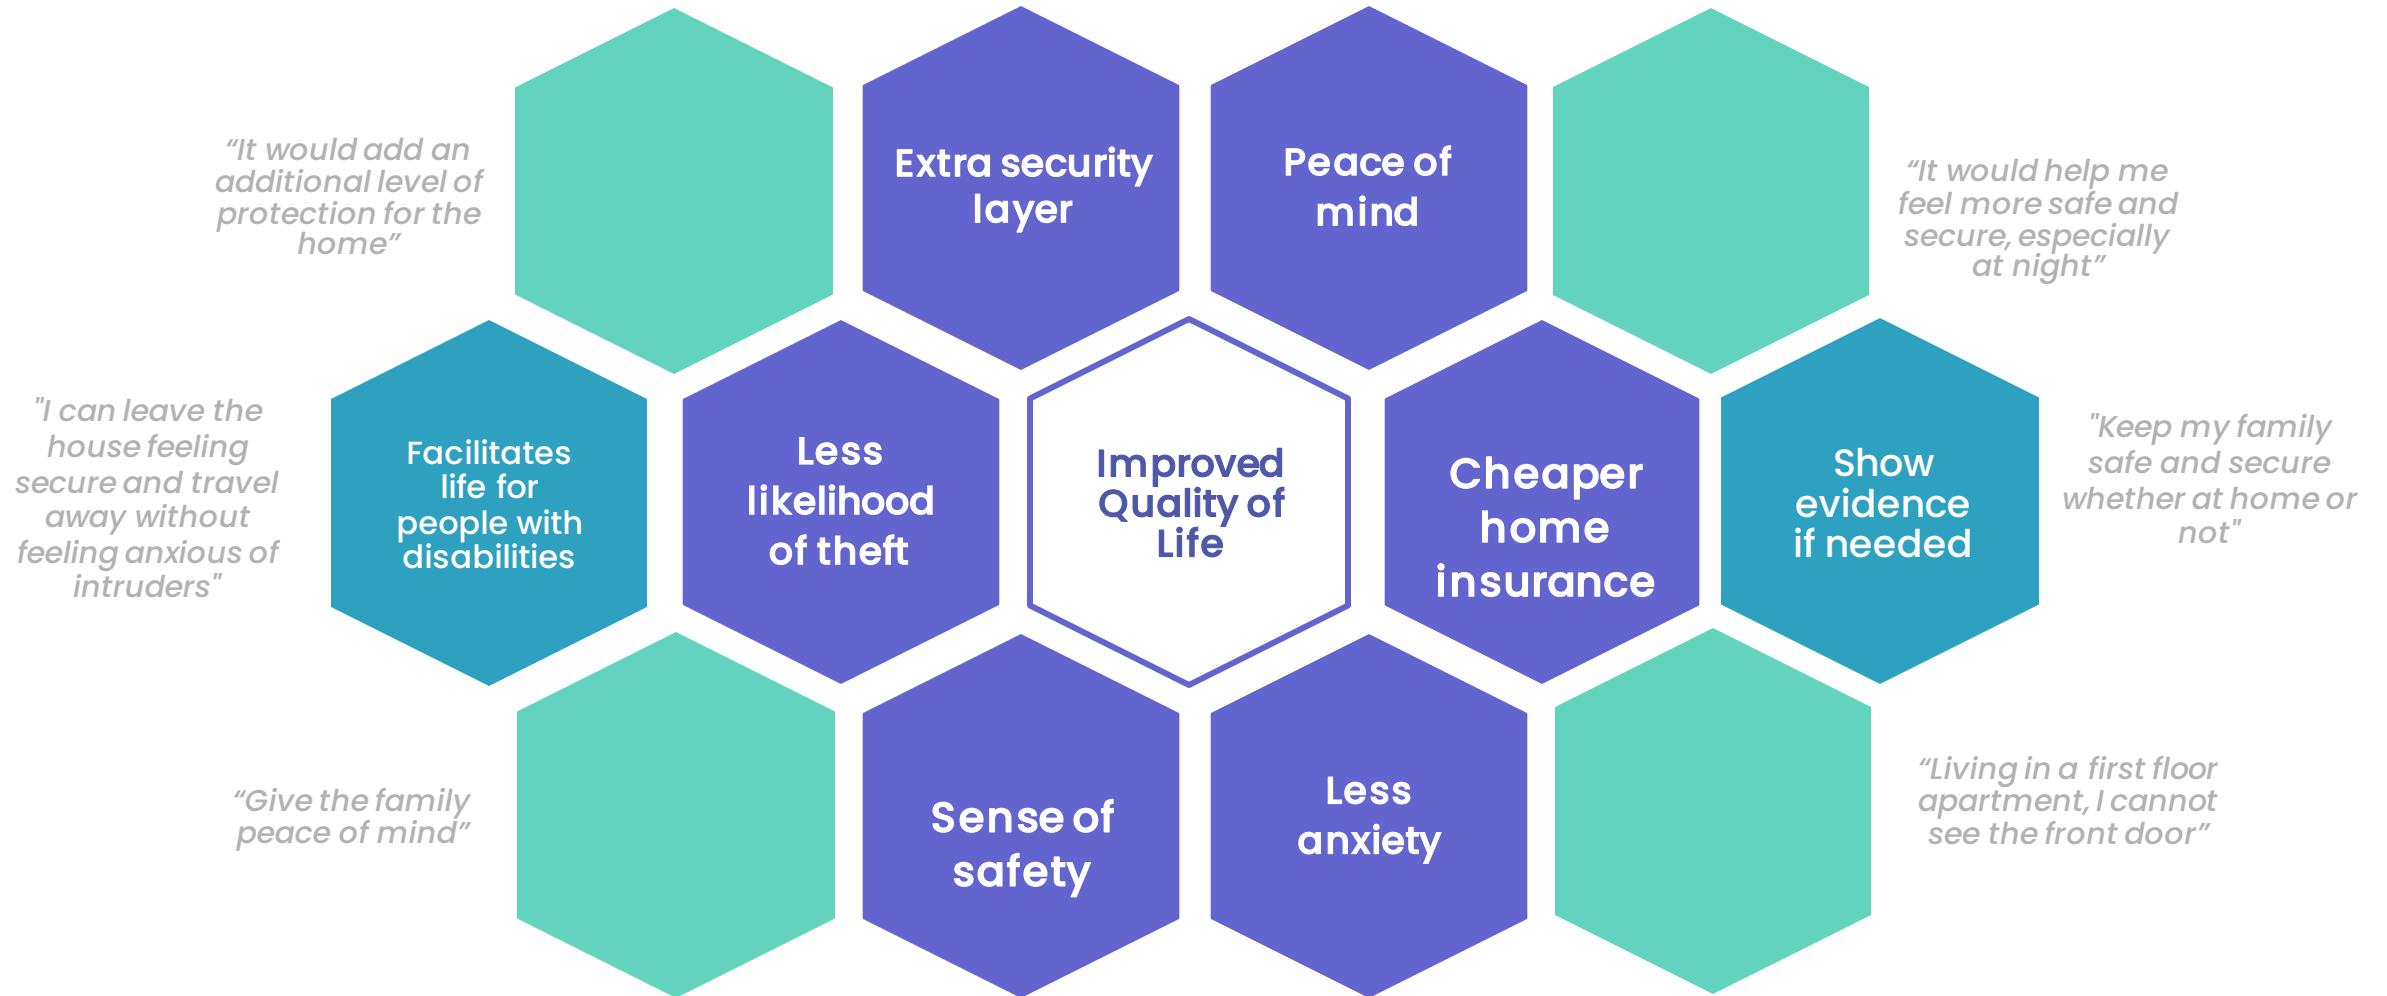 “It would add an
additional level of
protection for the
home”
Extra security
layer
Peace of
mind
“It would help me
feel more safe and
secure, especially
at night”
"I can leave the
house feeling
secure and travel
away without
feeling anxious of
intruders"
Facilitates
life for
people with
disabilities
Less
likelihood
of theft
Improved
Quality of
Life
Cheaper
home
insurance
Show
evidence
if needed
"Keep my family
safe and secure
whether at home or
not"
“Give the family
peace of mind”
Sense of
safety
Less
anxiety
“Living in a first floor
apartment, I cannot
see the front door”